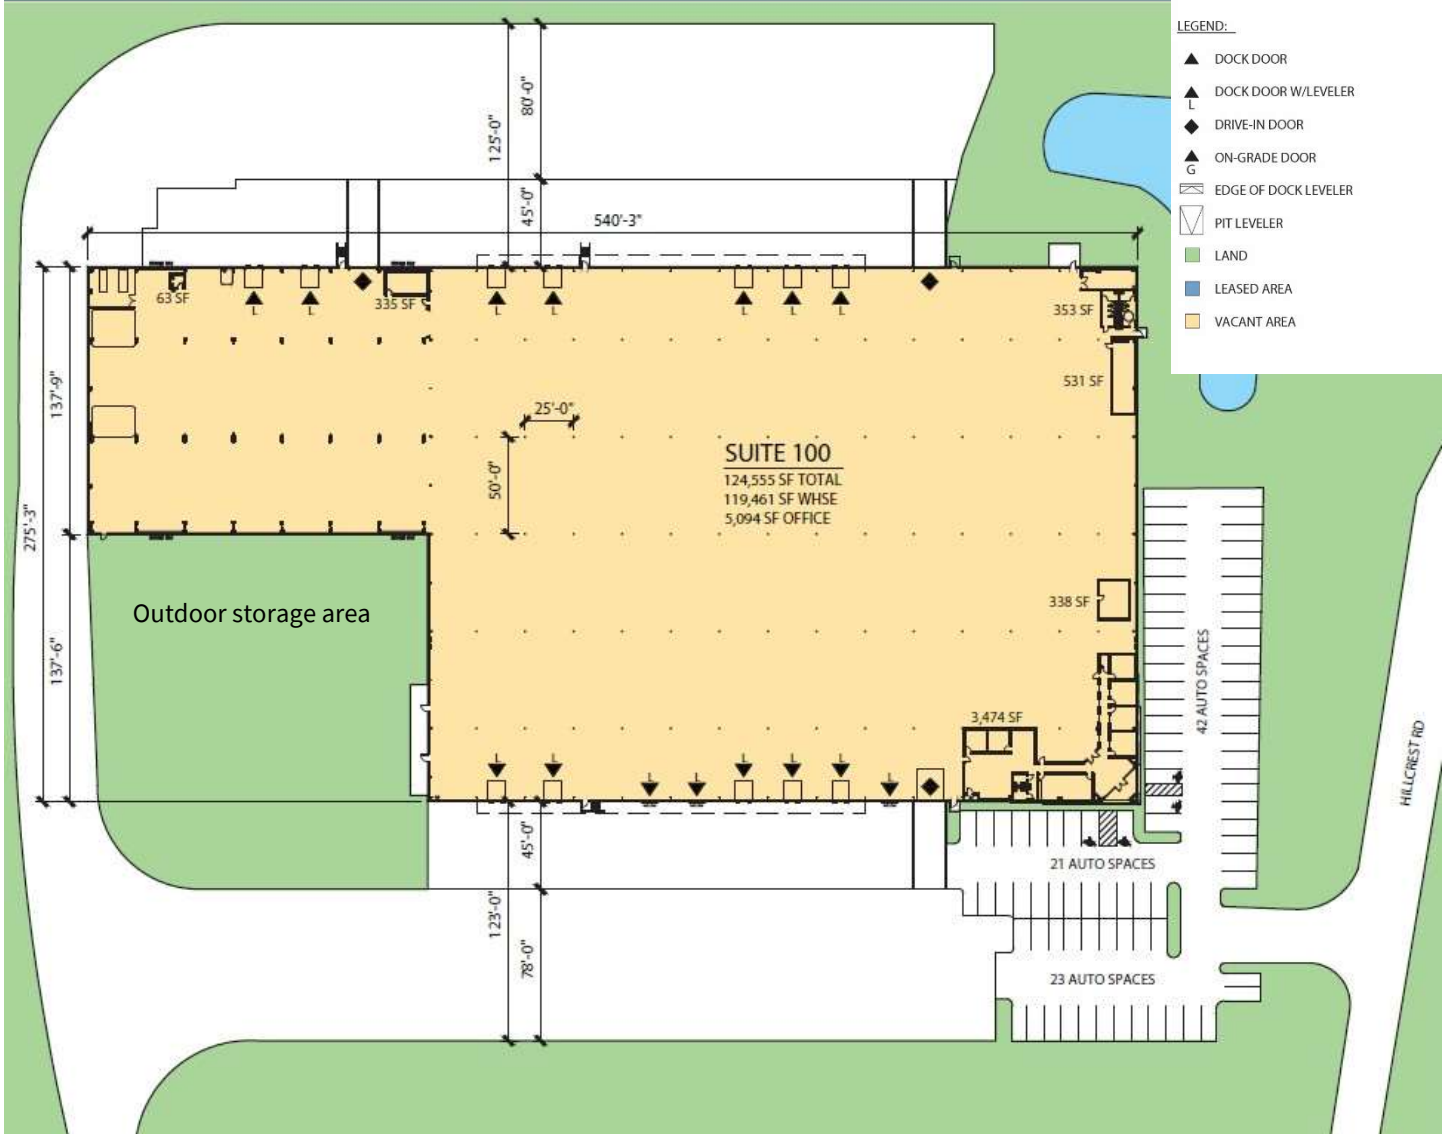 LEGEND:
DOCK DOOR
DOCK DOOR W/LEVELER
L
DRIVE-IN DOOR
ON-GRADE DOOR
G
EDGE OF DOCK LEVELER
PIT LEVELER
LAND
LEASED AREA
VACANT AREA
80'-0"
125'-0"
45'-0"
540'-3"
63 SF
L
L
335 SF
L
L
L
L
L
353 SF
531 SF
137'-9"
25'-0"
50'-0"
SUITE 100
124,555 SF TOTAL
119,461 SF WHSE
5,094 SF OFFICE
275'-3"
Outdoor storage area
338 SF
137'-6"
42 AUTO SPACES
3,474 SF
HILLCREST RD
L
L
L
L
L
L
L
L
45'-0"
21 AUTO SPACES
123'-0"
78'-0"
23 AUTO SPACES